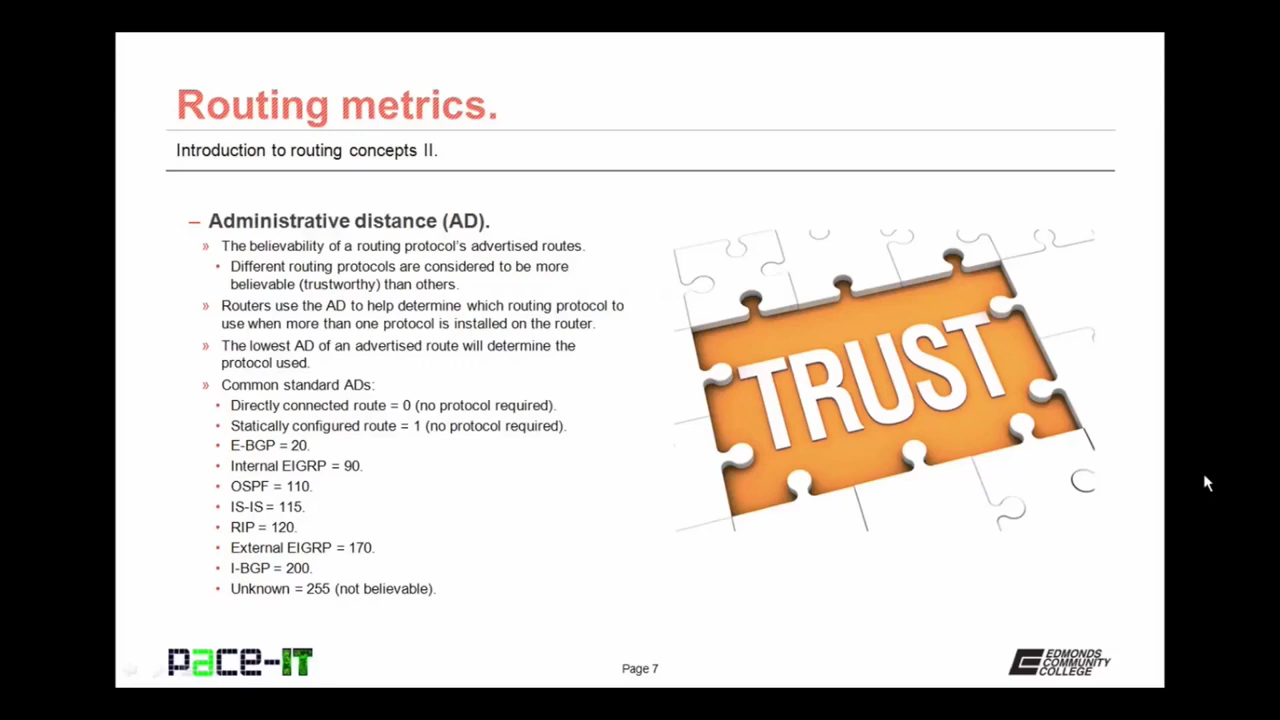 Routing metrics.
Introduction to routing concepts II.
– Administrative distance (AD).
» The believability of a routing protocol's advertised routes.
• Different routing protocols are considered to be more
believable (trustworthy) than others.
» Routers use the AD to help determine which routing protocol to
use when more than one protocol is installed on the router.
» The lowest AD of an advertised route will determine the
protocol used.
» Common standard ADs:
• Directly connected route = 0 (no protocol required).
• Statically configured route = 1 (no protocol required).
• E-BGP = 20.
• Internal EIGRP = 90.
• OSPF = 110.
• IS-IS = 115.
• RIP = 120.
• External EIGRP = 170.
• I-BGP = 200.
• Unknown = 255 (not believable).
TRUST
pace-IT
Page 7
EDMONDS
COMMUNITY
COLLEGE